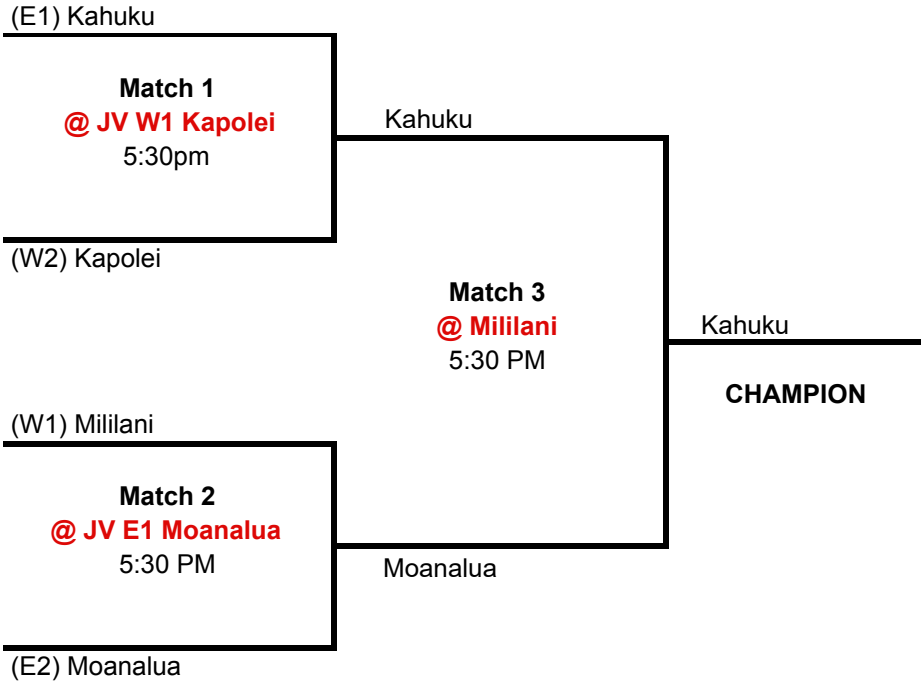 (E1) Kahuku
Match 1
@ JV W1 Kapolei
5:30pm
Kahuku
(W2) Kapolei
Match 3
@ Mililani
5:30 PM
Kahuku
CHAMPION
(W1) Mililani
Match 2
@ JV E1 Moanalua
5:30 PM
Moanalua
(E2) Moanalua